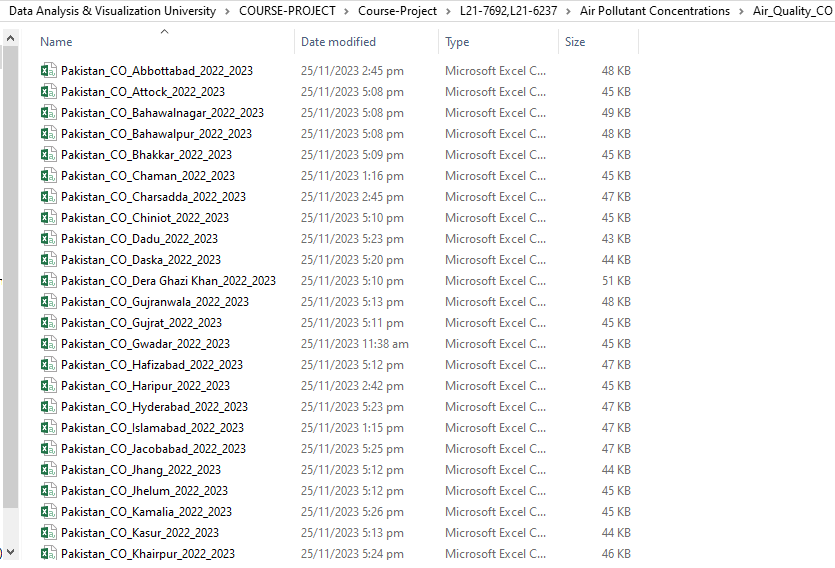 Data Analysis & Visualization University > COURSE-PROJECT > Course-Project > L21-7692,L21-6237 > Air Pollutant Concentrations > Air_Quality_CO
Name Date modified Type Size
Pakistan_CO_Abbottabad_2022_2023 25/11/2023 2:45 pm Microsoft Excel C... 48 KB
Pakistan_CO_Attock_2022_2023 25/11/2023 5:08 pm Microsoft Excel C... 45 KB
Pakistan_CO_Bahawalnagar_2022_2023 25/11/2023 5:08 pm Microsoft Excel C... 49 KB
Pakistan_CO_Bahawalpur_2022_2023 25/11/2023 5:08 pm Microsoft Excel C... 48 KB
Pakistan_CO_Bhakkar_2022_2023 25/11/2023 5:09 pm Microsoft Excel C... 45 KB
Pakistan_CO_Chaman_2022_2023 25/11/2023 1:16 pm Microsoft Excel C... 45 KB
Pakistan_CO_Charsadda_2022_2023 25/11/2023 2:45 pm Microsoft Excel C... 47 KB
Pakistan_CO_Chiniot_2022_2023 25/11/2023 5:10 pm Microsoft Excel C... 45 KB
Pakistan_CO_Dadu_2022_2023 25/11/2023 5:23 pm Microsoft Excel C... 43 KB
Pakistan_CO_Daska_2022_2023 25/11/2023 5:20 pm Microsoft Excel C... 44 KB
Pakistan_CO_Dera Ghazi Khan_2022_2023 25/11/2023 5:10 pm Microsoft Excel C... 51 KB
Pakistan_CO_Gujranwala_2022_2023 25/11/2023 5:13 pm Microsoft Excel C... 48 KB
Pakistan_CO_Gujrat_2022_2023 25/11/2023 5:11 pm Microsoft Excel C... 45 KB
Pakistan_CO_Gwadar_2022_2023 25/11/2023 11:38 am Microsoft Excel C... 45 KB
Pakistan_CO_Hafizabad_2022_2023 25/11/2023 5:12 pm Microsoft Excel C... 47 KB
Pakistan_CO_Haripur_2022_2023 25/11/2023 2:42 pm Microsoft Excel C... 45 KB
Pakistan_CO_Hyderabad_2022_2023 25/11/2023 5:23 pm Microsoft Excel C... 47 KB
Pakistan_CO_Islamabad_2022_2023 25/11/2023 1:15 pm Microsoft Excel C... 47 KB
Pakistan_CO_Jacobabad_2022_2023 25/11/2023 5:25 pm Microsoft Excel C... 47 KB
Pakistan_CO_Jhang_2022_2023 25/11/2023 5:12 pm Microsoft Excel C... 44 KB
Pakistan_CO_Jhelum_2022_2023 25/11/2023 5:12 pm Microsoft Excel C... 45 KB
Pakistan_CO_Kamalia_2022_2023 25/11/2023 5:26 pm Microsoft Excel C... 45 KB
Pakistan_CO_Kasur_2022_2023 25/11/2023 5:13 pm Microsoft Excel C... 44 KB
Pakistan_CO_Khairpur_2022_2023 25/11/2023 5:24 pm Microsoft Excel C... 46 KB